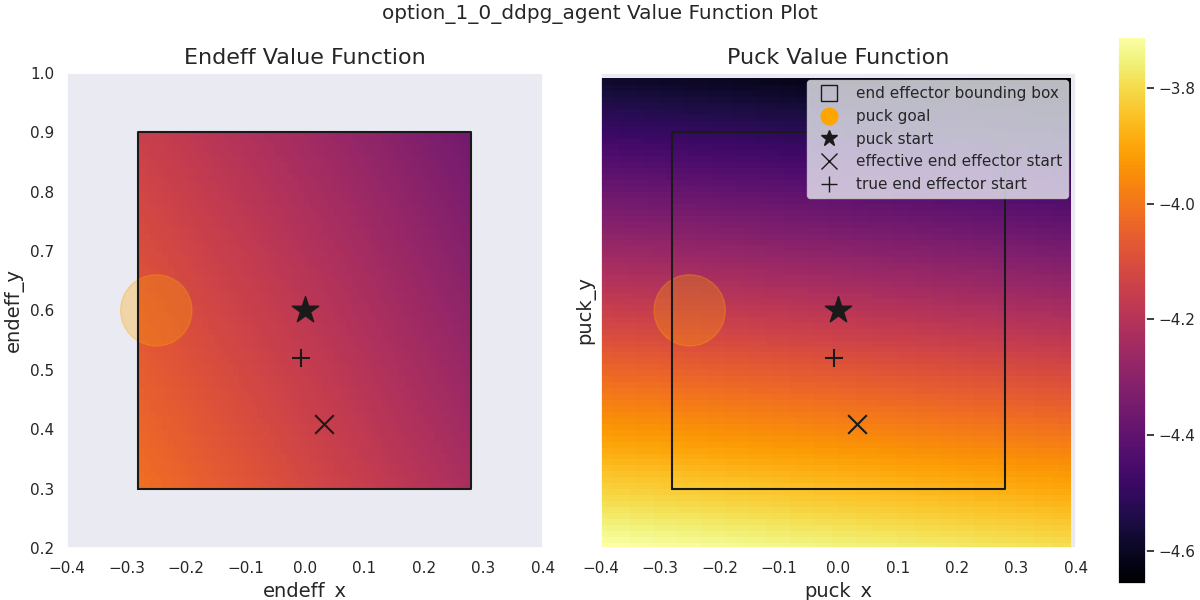 option_1_0_ddpg_agent Value Function Plot
Endeff Value Function
1.0
0.9
0.8
0.7
0.6
0.5
0.4
0.3
0.2
endeff_y
−0.4 −0.3 −0.2 −0.1 0.0 0.1 0.2 0.3 0.4
endeff_x
Puck Value Function
end effector bounding box
puck goal
puck start
effective end effector start
true end effector start
puck_y
−0.4 −0.3 −0.2 −0.1 0.0 0.1 0.2 0.3 0.4
puck_x
−3.8
−4.0
−4.2
−4.4
−4.6